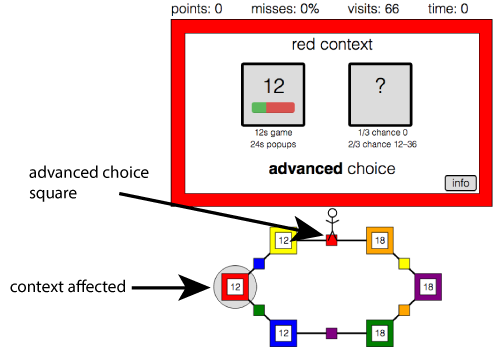 points: 0 misses: 0% visits: 66 time: 0
red context
12 ?
12s game 1/3 chance 0
24s popups 2/3 chance 12–36
advanced choice
info
advanced choice
square
12 18
context affected
12 18
12 18